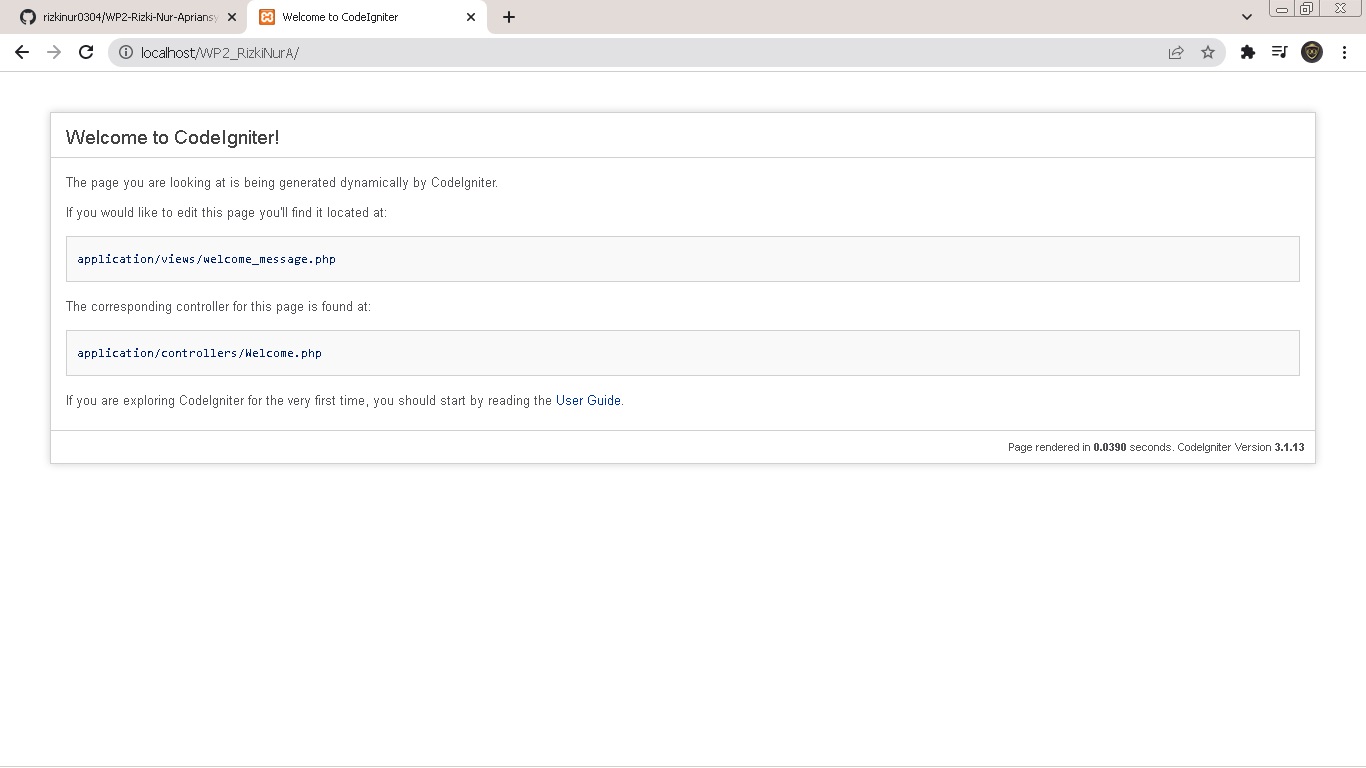 rizkinur0304/WP2-Rizki-Nur-Apriansy
Welcome to CodeIgniter
localhost/WP2_RizkiNurA/
Welcome to CodeIgniter!
The page you are looking at is being generated dynamically by CodeIgniter.
If you would like to edit this page you'll find it located at:
application/views/welcome_message.php
The corresponding controller for this page is found at:
application/controllers/Welcome.php
If you are exploring CodeIgniter for the very first time, you should start by reading the User Guide.
Page rendered in 0.0390 seconds. CodeIgniter Version 3.1.13